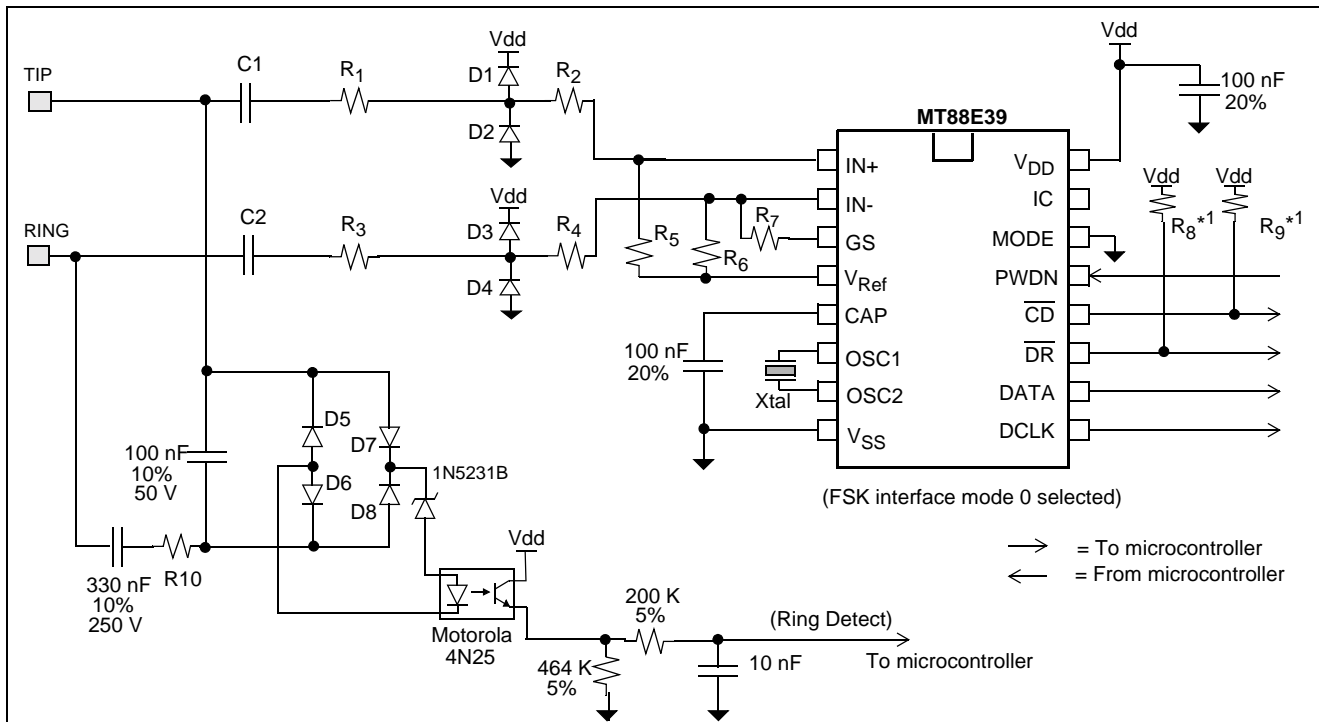 TIP
C1
R1
Vdd
D1
D2
R2
RING
C2
R3
Vdd
D3
D4
R4
R5
R6
R7
MT88E39
IN+
IN-
GS
VRef
CAP
OSC1
OSC2
VSS
VDD
IC
MODE
PWDN
CD
DR
DATA
DCLK
Vdd
100 nF
20%
Vdd
R8*1
Vdd
R9*1
100 nF
20%
Xtal
(FSK interface mode 0 selected)
= To microcontroller
= From microcontroller
100 nF
10%
50 V
D5
D6
D7
D8
1N5231B
330 nF
10%
250 V
R10
Vdd
Motorola
4N25
464 K
5%
200 K
5%
10 nF
(Ring Detect)
To microcontroller